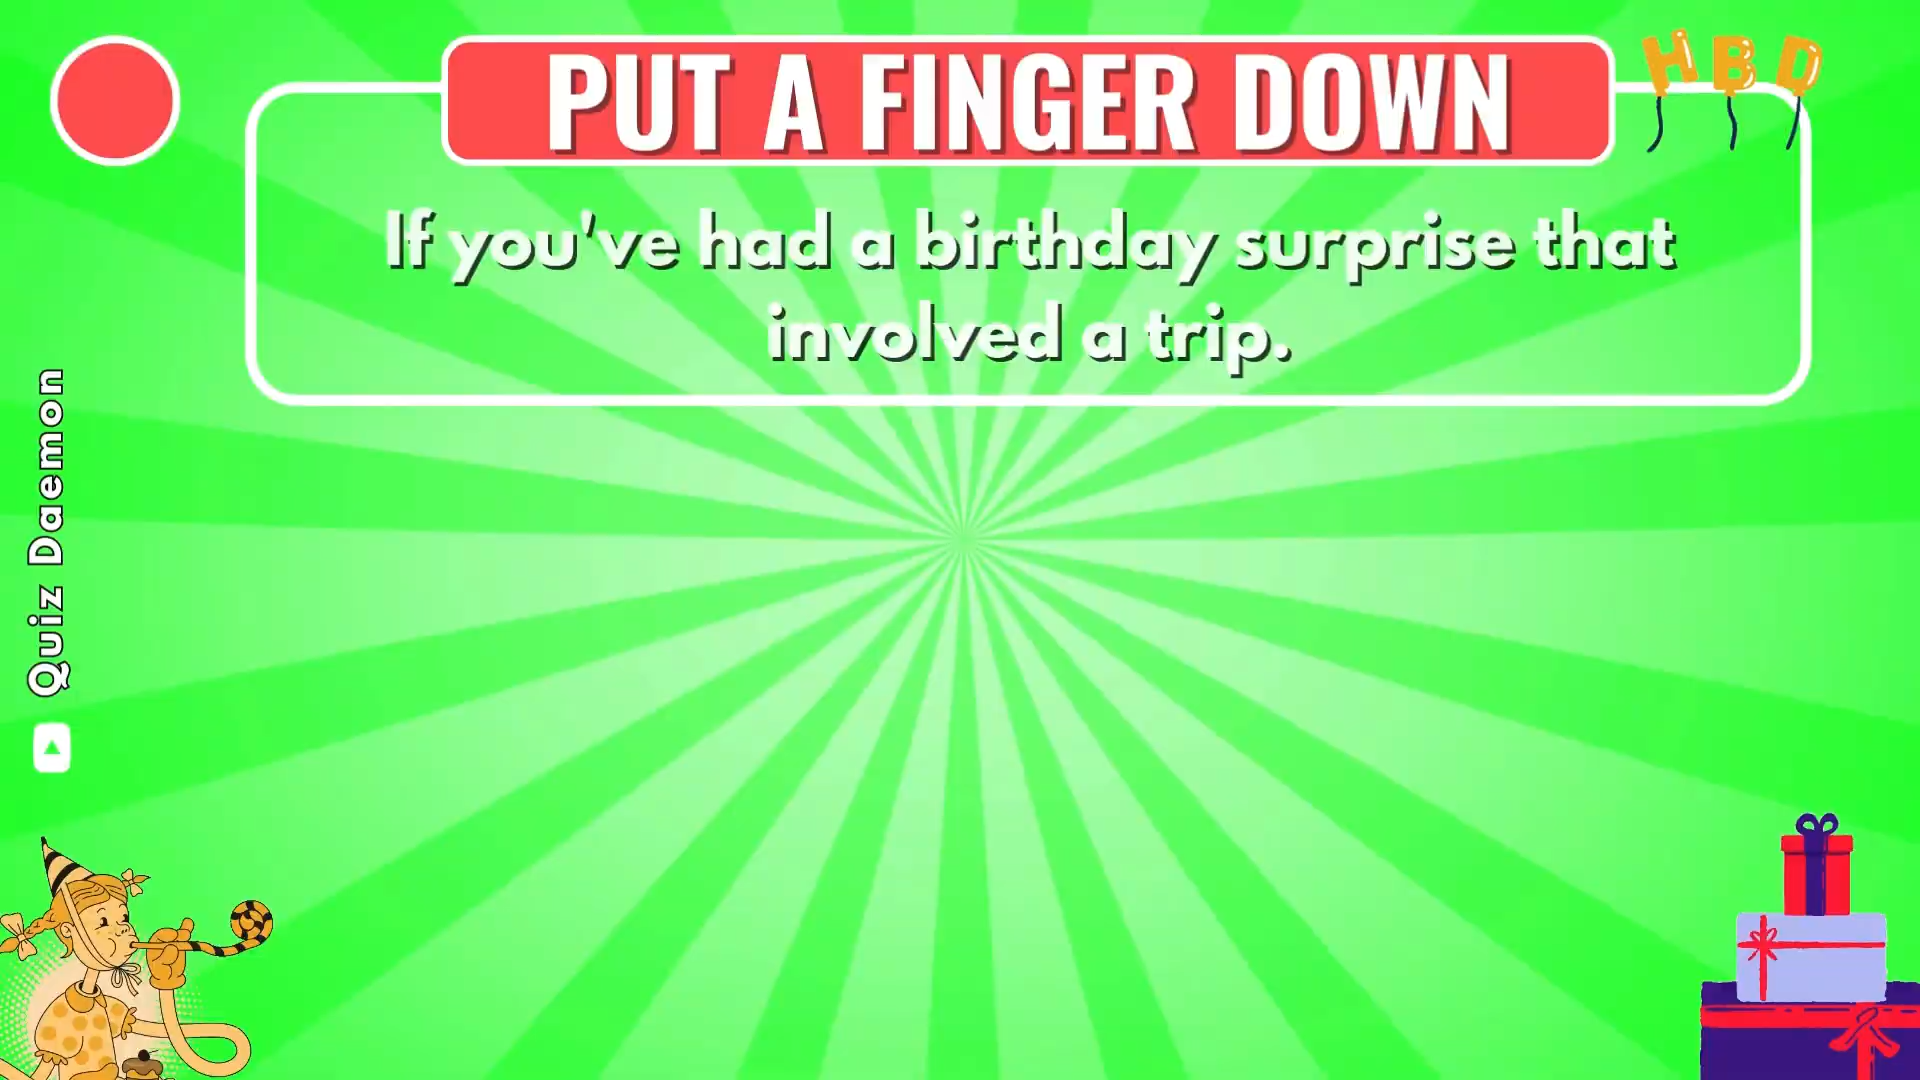 PUT A FINGER DOWN
HBD
If you've had a birthday surprise that
involved a trip.
Quiz Daemon